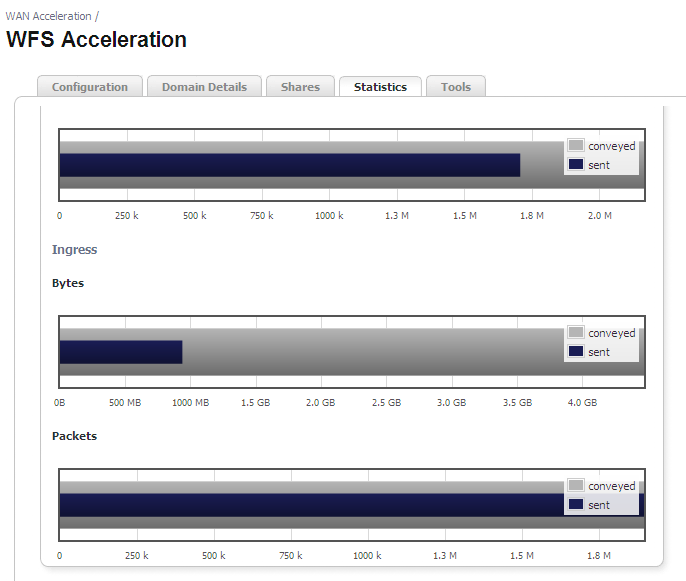 WAN Acceleration /
WFS Acceleration
Configuration Domain Details Shares Statistics Tools
conveyed
sent
0 250 k 500 k 750 k 1000 k 1.3 M 1.5 M 1.8 M 2.0 M
Ingress
Bytes
conveyed
sent
0B 500 MB 1000 MB 1.5 GB 2.0 GB 2.5 GB 3.0 GB 3.5 GB 4.0 GB
Packets
conveyed
sent
0 250 k 500 k 750 k 1000 k 1.3 M 1.5 M 1.8 M